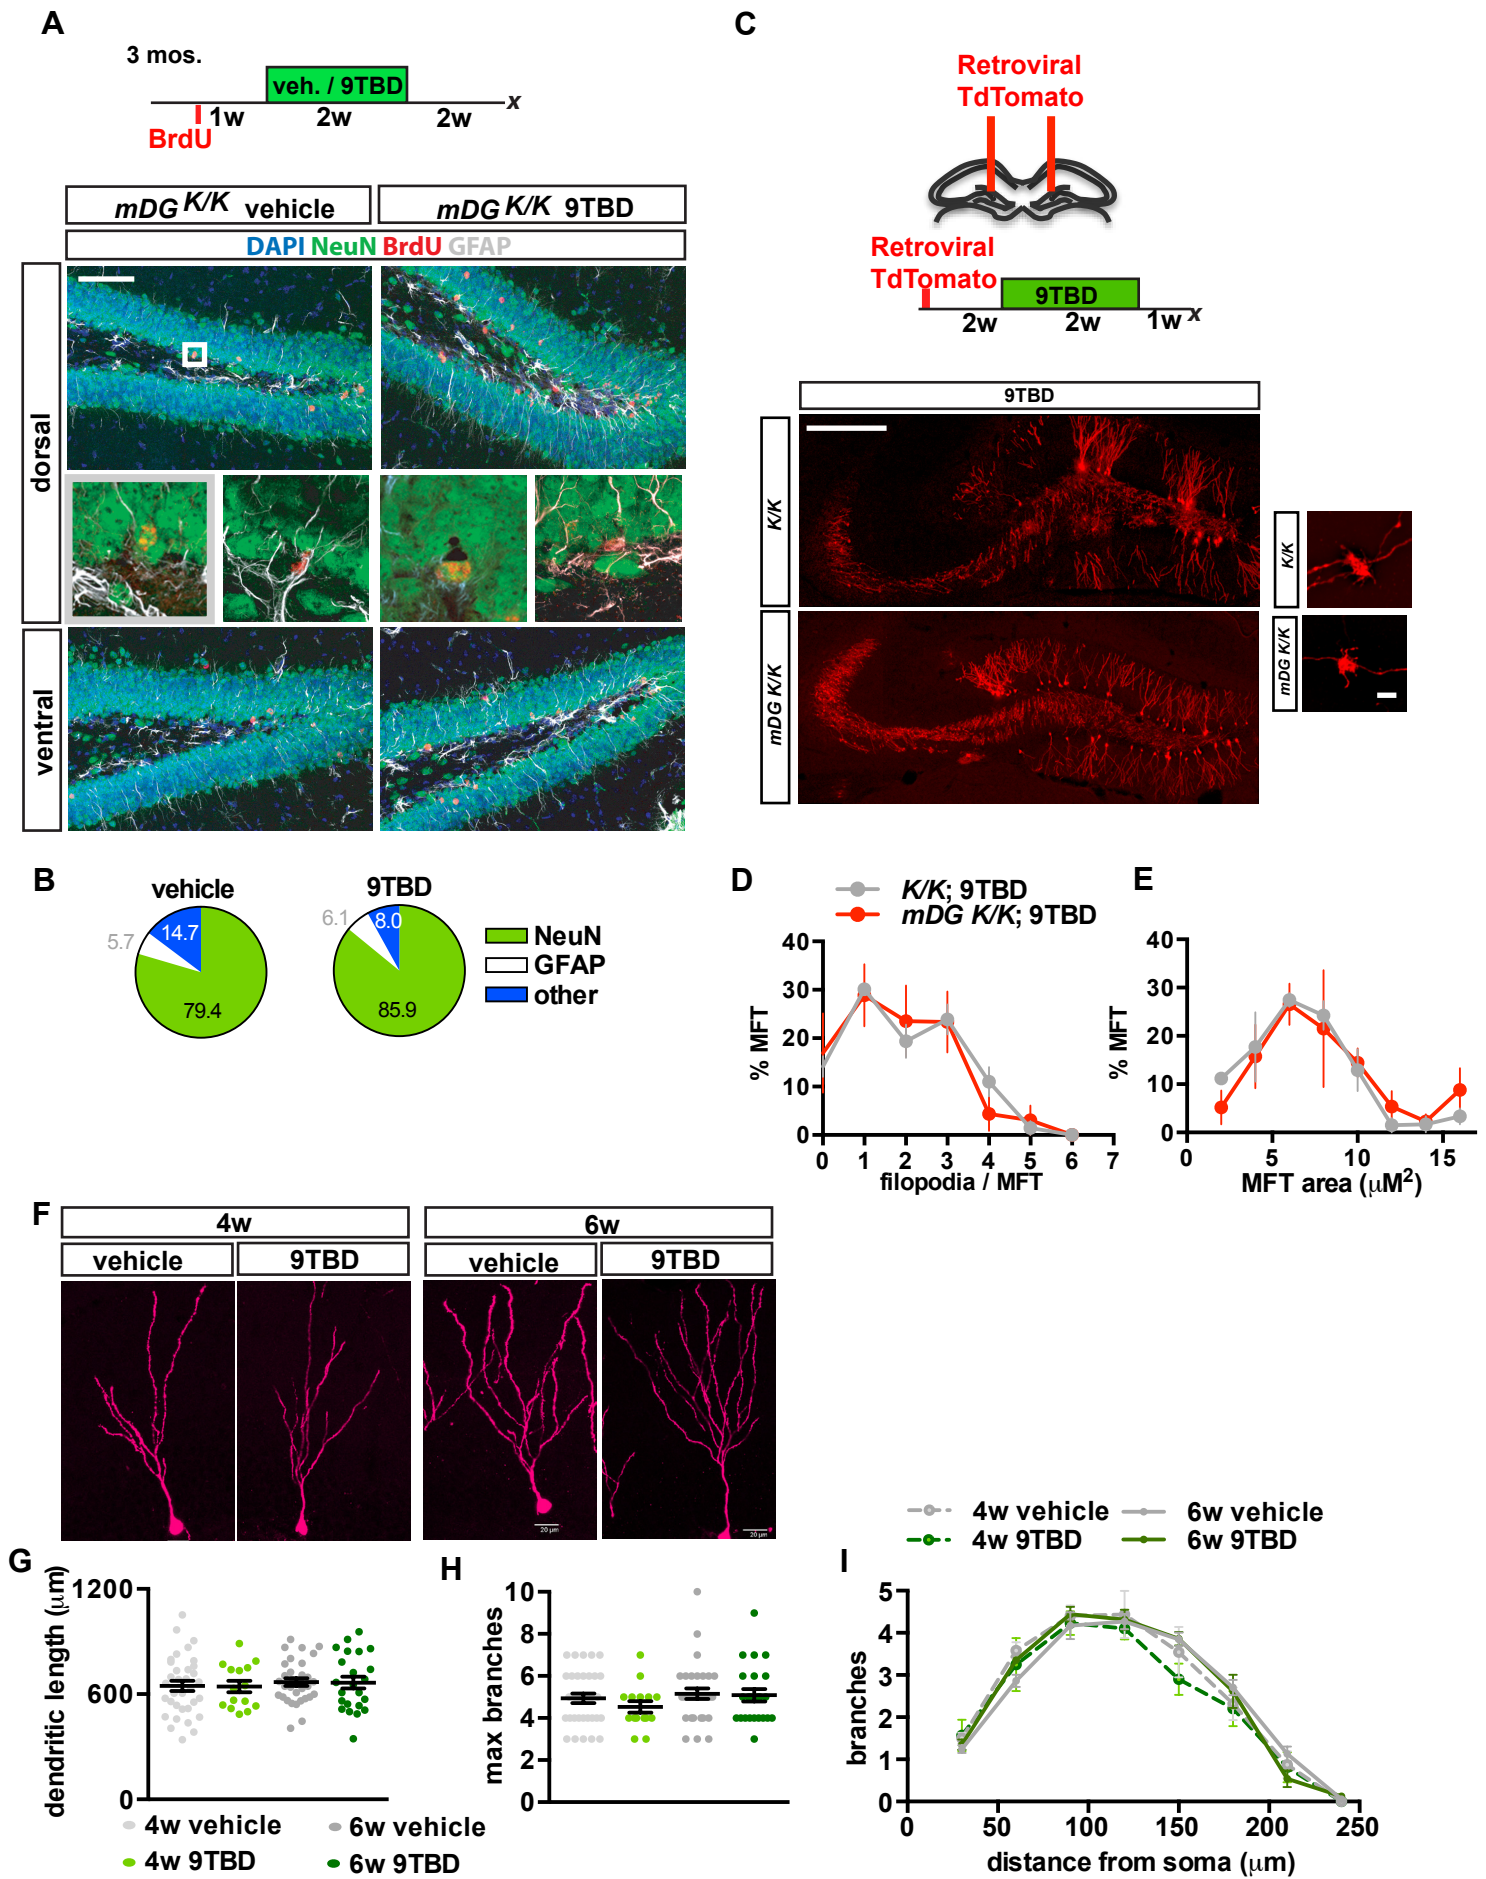 A
3 mos.
veh. / 9TBD
x
1w 2w 2w
BrdU
mDG K/K vehicle
mDG K/K 9TBD
DAPI NeuN BrdU GFAP
dorsal
ventral
B
vehicle
9TBD
14.7
5.7
79.4
6.1
8.0
85.9
NeuN
GFAP
other
C
Retroviral
TdTomato
Retroviral
TdTomato
9TBD
2w 2w 1w x
9TBD
K/K
mDG K/K
K/K
mDG K/K
D
K/K; 9TBD
mDG K/K; 9TBD
% MFT
40
30
20
10
0
0 1 2 3 4 5 6 7
filopodia / MFT
E
% MFT
40
30
20
10
0
0 5 10 15
MFT area (μM²)
F
4w
6w
vehicle
9TBD
vehicle
9TBD
20 μm
20 μm
G
dendritic length (μm)
1200
600
0
4w vehicle
6w vehicle
4w 9TBD
6w 9TBD
H
max branches
10
8
6
4
2
0
I
4w vehicle
6w vehicle
4w 9TBD
6w 9TBD
branches
5
4
3
2
1
0
0 50 100 150 200 250
distance from soma (μm)